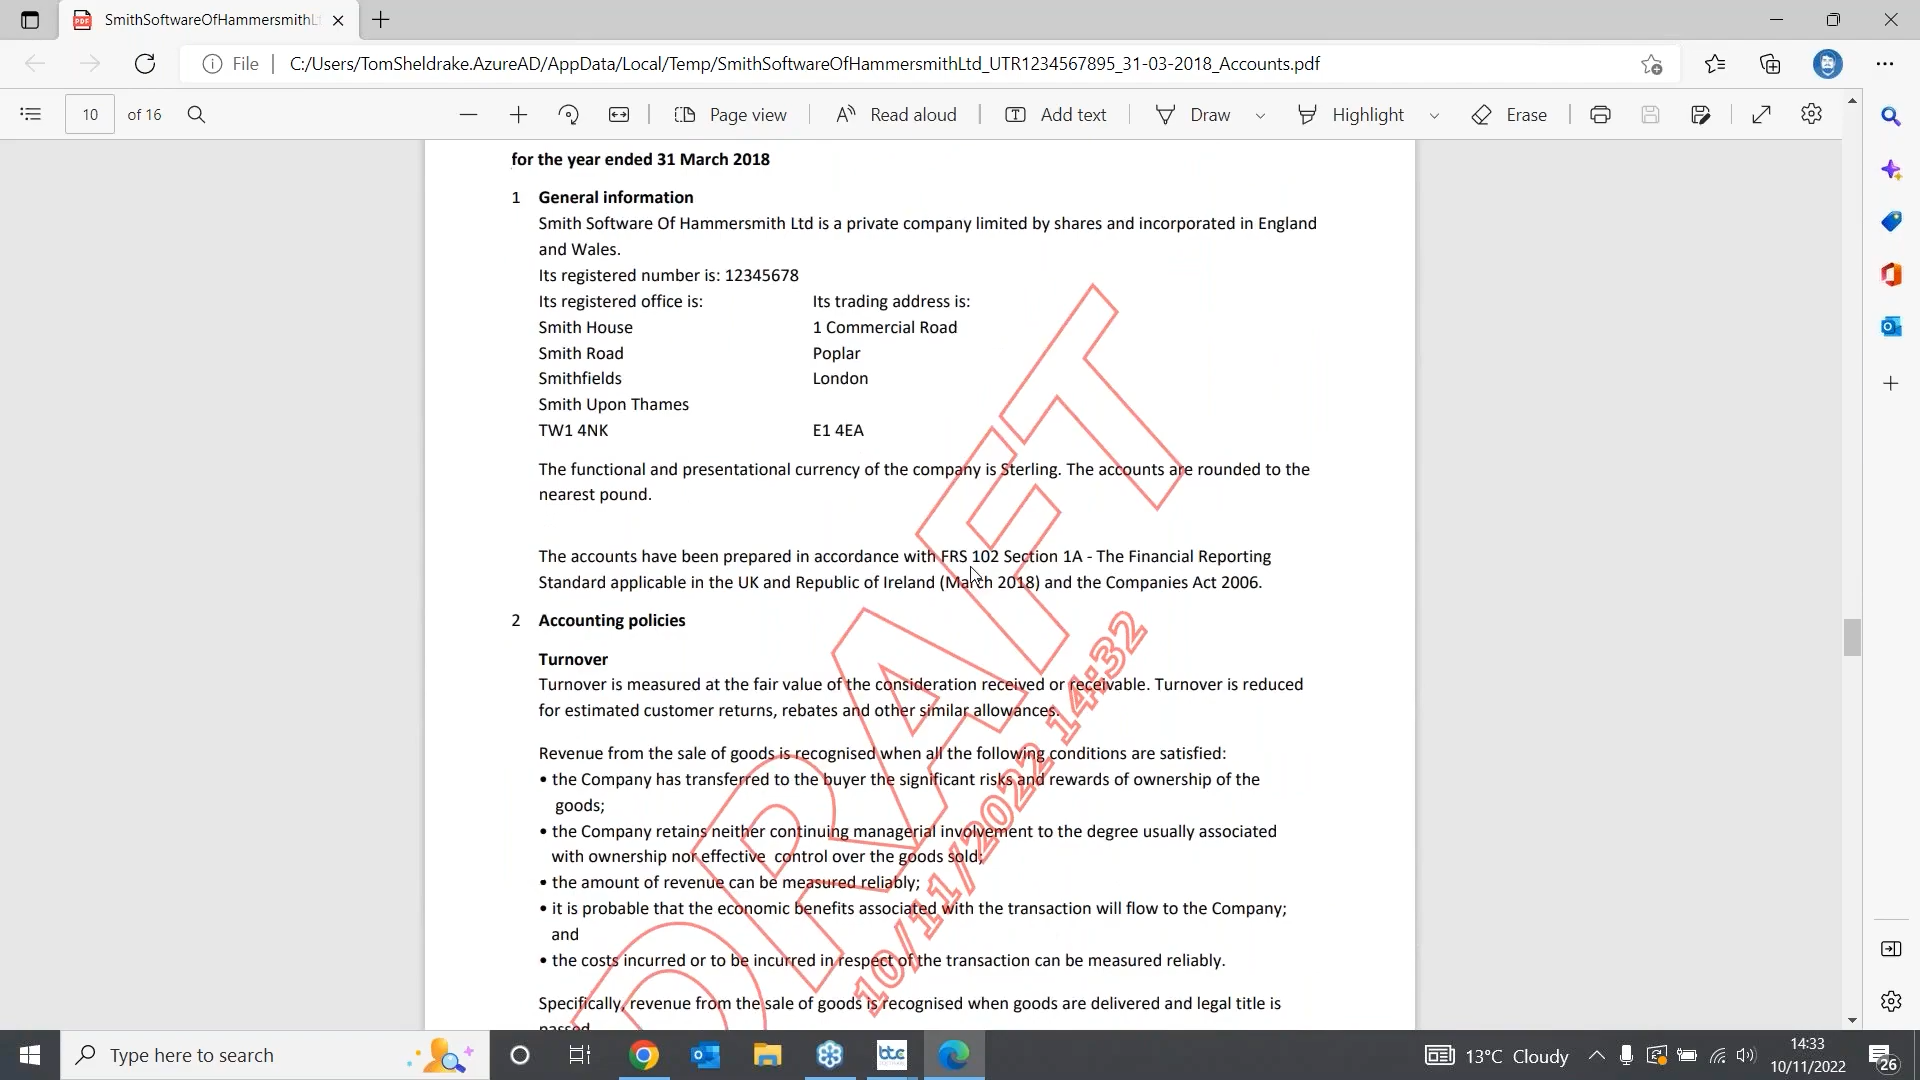 SmithSoftwareOfHammersmithL
File
C:/Users/TomSheldrake.AzureAD/AppData/Local/Temp/SmithSoftwareOfHammersmithLtd_UTR1234567895_31-03-2018_Accounts.pdf
10 of 16
Page view
Read aloud
Add text
Draw
Highlight
Erase
for the year ended 31 March 2018
1 General information
Smith Software Of Hammersmith Ltd is a private company limited by shares and incorporated in England
and Wales.
Its registered number is: 12345678
Its registered office is: Its trading address is:
Smith House 1 Commercial Road
Smith Road Poplar
Smithfields London
Smith Upon Thames
TW1 4NK E1 4EA
The functional and presentational currency of the company is Sterling. The accounts are rounded to the
nearest pound.
The accounts have been prepared in accordance with FRS 102 Section 1A - The Financial Reporting
Standard applicable in the UK and Republic of Ireland (March 2018) and the Companies Act 2006.
2 Accounting policies
Turnover
Turnover is measured at the fair value of the consideration received or receivable. Turnover is reduced
for estimated customer returns, rebates and other similar allowances.
Revenue from the sale of goods is recognised when all the following conditions are satisfied:
• the Company has transferred to the buyer the significant risks and rewards of ownership of the
goods;
• the Company retains neither continuing managerial involvement to the degree usually associated
with ownership nor effective control over the goods sold;
• the amount of revenue can be measured reliably;
• it is probable that the economic benefits associated with the transaction will flow to the Company;
and
• the costs incurred or to be incurred in respect of the transaction can be measured reliably.
Specifically, revenue from the sale of goods is recognised when goods are delivered and legal title is
passed
DRAFT
10/11/2022 14:32
Type here to search
btc
13°C Cloudy
14:33
10/11/2022
26